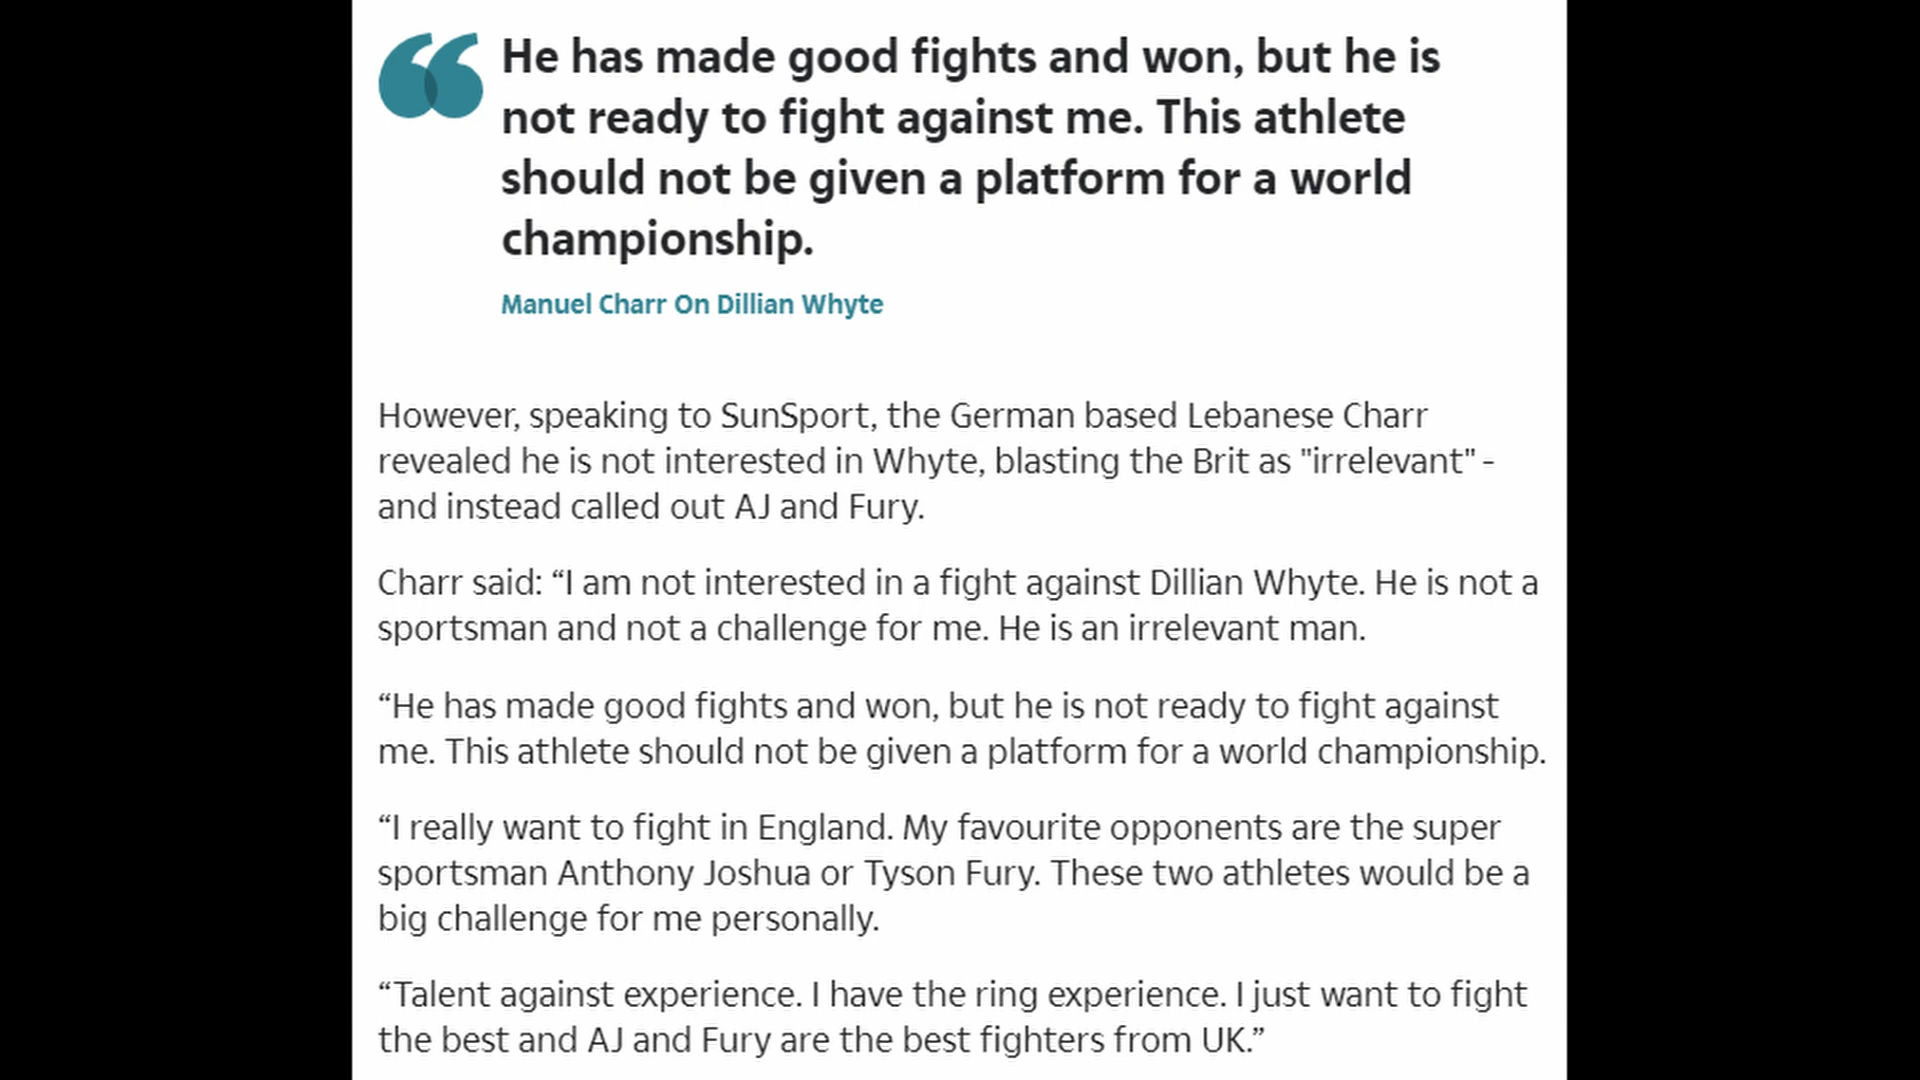 “He has made good fights and won, but he is
not ready to fight against me. This athlete
should not be given a platform for a world
championship.
Manuel Charr On Dillian Whyte
However, speaking to SunSport, the German based Lebanese Charr
revealed he is not interested in Whyte, blasting the Brit as "irrelevant" -
and instead called out AJ and Fury.
Charr said: “I am not interested in a fight against Dillian Whyte. He is not a
sportsman and not a challenge for me. He is an irrelevant man.
“He has made good fights and won, but he is not ready to fight against
me. This athlete should not be given a platform for a world championship.
“I really want to fight in England. My favourite opponents are the super
sportsman Anthony Joshua or Tyson Fury. These two athletes would be a
big challenge for me personally.
“Talent against experience. I have the ring experience. I just want to fight
the best and AJ and Fury are the best fighters from UK.”